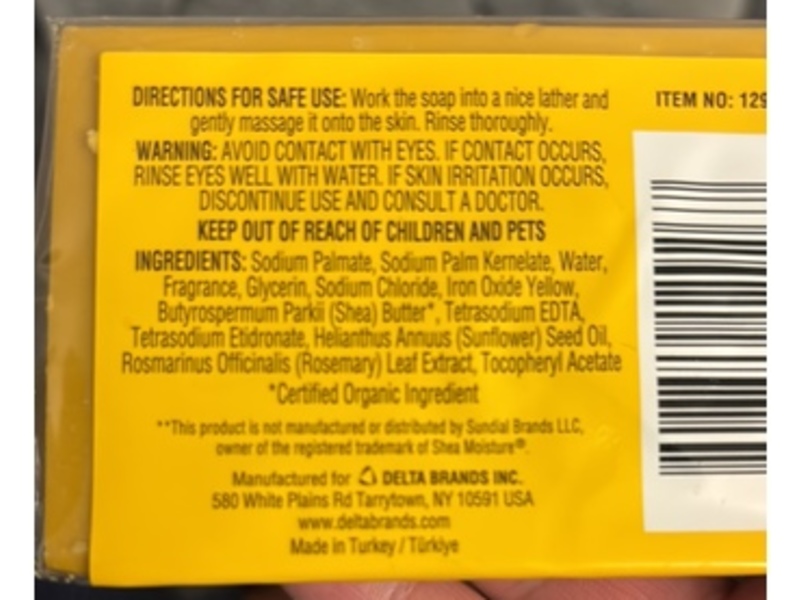 DIRECTIONS FOR SAFE USE: Work the soap into a nice lather and
gently massage it onto the skin. Rinse thoroughly.
WARNING: AVOID CONTACT WITH EYES. IF CONTACT OCCURS,
RINSE EYES WELL WITH WATER. IF SKIN IRRITATION OCCURS,
DISCONTINUE USE AND CONSULT A DOCTOR.
KEEP OUT OF REACH OF CHILDREN AND PETS
INGREDIENTS: Sodium Palmate, Sodium Palm Kernelate, Water,
Fragrance, Glycerin, Sodium Chloride, Iron Oxide Yellow,
Butyrospermum Parkii (Shea) Butter*, Tetrasodium EDTA,
Tetrasodium Etidronate, Helianthus Annuus (Sunflower) Seed Oil,
Rosmarinus Officinalis (Rosemary) Leaf Extract, Tocopheryl Acetate
*Certified Organic Ingredient
**This product is not manufactured or distributed by Sundial Brands LLC,
owner of the registered trademark of Shea Moisture®.
Manufactured for DELTA BRANDS INC.
580 White Plains Rd Tarrytown, NY 10591 USA
www.deltabrands.com
Made in Turkey / Türkiye
ITEM NO: 129